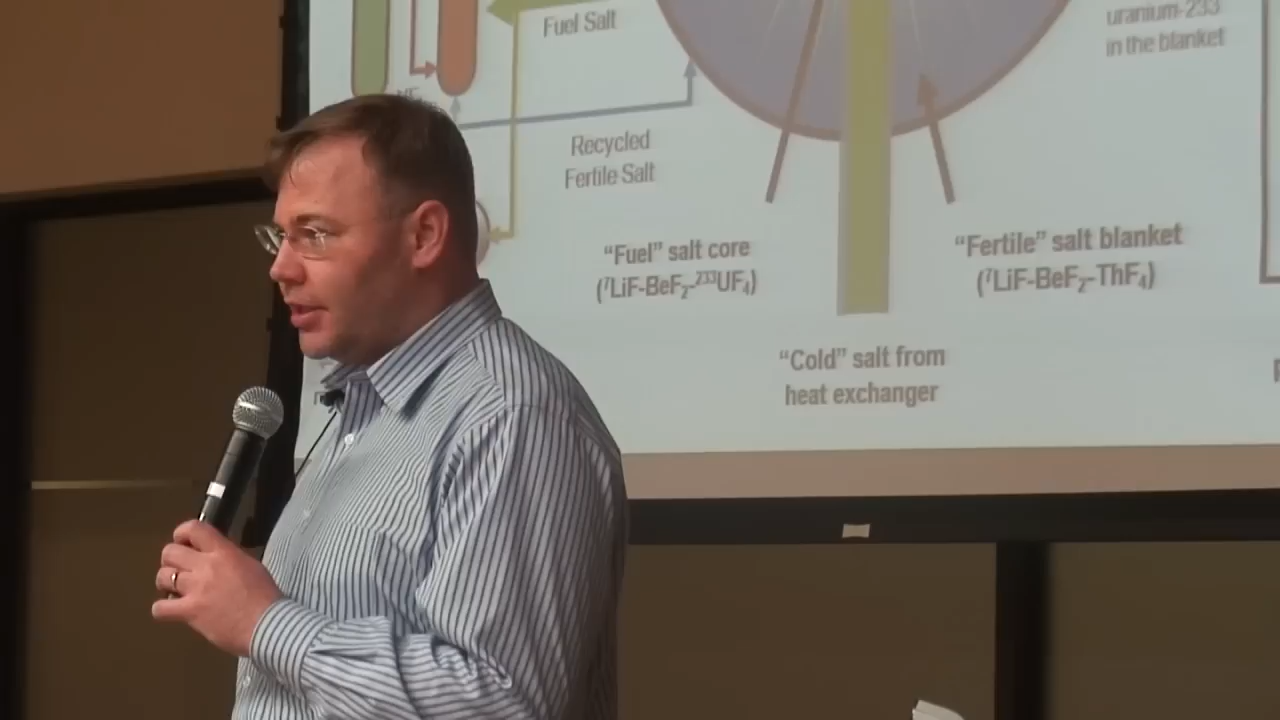 Fuel Salt
uranium-233
in the blanket
Recycled
Fertile Salt
“Fuel” salt core
(⁷LiF-BeF₂-²³³UF₄)
“Fertile” salt blanket
(⁷LiF-BeF₂-ThF₄)
“Cold” salt from
heat exchanger